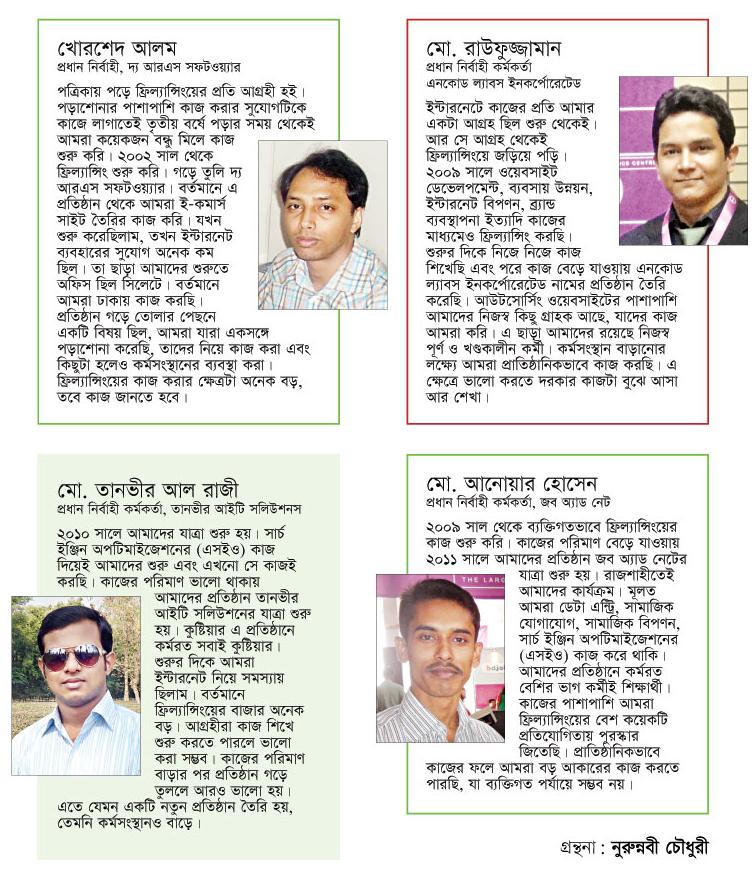 খোরশেদ আলম
প্রধান নির্বাহী, দ্য আরএস সফটওয়্যার
পত্রিকায় পড়ে ফ্রিল্যান্সিংয়ের প্রতি আগ্রহী হই।
পড়াশোনার পাশাপাশি কাজ করার সুযোগটিকে
কাজে লাগাতেই তৃতীয় বর্ষে পড়ার সময় থেকেই
আমরা কয়েকজন বন্ধু মিলে কাজ
শুরু করি। ২০০২ সাল থেকে
ফ্রিল্যান্সিং শুরু করি। গড়ে তুলি দ্য
আরএস সফটওয়্যার। বর্তমানে এ
প্রতিষ্ঠান থেকে আমরা ই-কমার্স
সাইট তৈরির কাজ করি। যখন
শুরু করেছিলাম, তখন ইন্টারনেট
ব্যবহারের সুযোগ অনেক কম
ছিল। তা ছাড়া আমাদের শুরুতে
অফিস ছিল সিলেটে। বর্তমানে
আমরা ঢাকায় কাজ করছি।
প্রতিষ্ঠান গড়ে তোলার পেছনে
একটি বিষয় ছিল, আমরা যারা একসঙ্গে
পড়াশোনা করেছি, তাদের নিয়ে কাজ করা এবং
কিছুটা হলেও কর্মসংস্থানের ব্যবস্থা করা।
ফ্রিল্যান্সিংয়ের কাজ করার ক্ষেত্রটা অনেক বড়,
তবে কাজ জানতে হবে।
মো. রাউফুজ্জামান
প্রধান নির্বাহী কর্মকর্তা
এনকোড ল্যাবস ইনকর্পোরেটেড
ইন্টারনেটে কাজের প্রতি আমার
একটা আগ্রহ ছিল শুরু থেকেই।
আর সে আগ্রহ থেকেই
ফ্রিল্যান্সিংয়ে জড়িয়ে পড়ি।
২০০৯ সালে ওয়েবসাইট
ডেভেলপমেন্ট, ব্যবসায় উন্নয়ন,
ইন্টারনেট বিপণন, ব্র্যান্ড
ব্যবস্থাপনা ইত্যাদি কাজের
মাধ্যমেও ফ্রিল্যান্সিং করছি।
শুরুর দিকে নিজে নিজে কাজ
শিখেছি এবং পরে কাজ বেড়ে যাওয়ায় এনকোড
ল্যাবস ইনকর্পোরেটেড নামের প্রতিষ্ঠান তৈরি
করেছি। আউটসোর্সিং ওয়েবসাইটের পাশাপাশি
আমাদের নিজস্ব কিছু গ্রাহক আছে, যাদের কাজ
আমরা করি। এ ছাড়া আমাদের রয়েছে নিজস্ব
পূর্ণ ও খণ্ডকালীন কর্মী। কর্মসংস্থান বাড়ানোর
লক্ষ্যে আমরা প্রাতিষ্ঠানিকভাবে কাজ করছি। এ
ক্ষেত্রে ভালো করতে দরকার কাজটা বুঝে আসা
আর শেখা।
মো. তানভীর আল রাজী
প্রধান নির্বাহী কর্মকর্তা, তানভীর আইটি সলিউশনস
২০১০ সালে আমাদের যাত্রা শুরু হয়। সার্চ
ইঞ্জিন অপটিমাইজেশনের (এসইও) কাজ
দিয়েই আমাদের শুরু এবং এখনো সে কাজই
করছি। কাজের পরিমাণ ভালো থাকায়
আমাদের প্রতিষ্ঠান তানভীর
আইটি সলিউশনের যাত্রা শুরু
হয়। কুষ্টিয়ার এ প্রতিষ্ঠানে
কর্মরত সবাই কুষ্টিয়ার।
শুরুর দিকে আমরা
ইন্টারনেট নিয়ে সমস্যায়
ছিলাম। বর্তমানে
ফ্রিল্যান্সিংয়ের বাজার অনেক
বড়। আগ্রহীরা কাজ শিখে
শুরু করতে পারলে ভালো
করা সম্ভব। কাজের পরিমাণ
বাড়ার পর প্রতিষ্ঠান গড়ে
তুললে আরও ভালো হয়।
এতে যেমন একটি নতুন প্রতিষ্ঠান তৈরি হয়,
তেমনি কর্মসংস্থানও বাড়ে।
মো. আনোয়ার হোসেন
প্রধান নির্বাহী কর্মকর্তা, জব অ্যাড নেট
২০০৯ সাল থেকে ব্যক্তিগতভাবে ফ্রিল্যান্সিংয়ের
কাজ শুরু করি। কাজের পরিমাণ বেড়ে যাওয়ায়
২০১১ সালে আমাদের প্রতিষ্ঠান জব অ্যাড নেটের
যাত্রা শুরু হয়। রাজশাহীতেই
আমাদের কার্যক্রম। মূলত
আমরা ডেটা এন্ট্রি, সামাজিক
যোগাযোগ, সামাজিক বিপণন,
সার্চ ইঞ্জিন অপটিমাইজেশনের
(এসইও) কাজ করে থাকি।
আমাদের প্রতিষ্ঠানে কর্মরত
বেশির ভাগ কর্মীই শিক্ষার্থী।
কাজের পাশাপাশি আমরা
ফ্রিল্যান্সিংয়ের বেশ কয়েকটি
প্রতিযোগিতায় পুরস্কার
জিতেছি। প্রাতিষ্ঠানিকভাবে
কাজের ফলে আমরা বড় আকারের কাজ করতে
পারছি, যা ব্যক্তিগত পর্যায়ে সম্ভব নয়।
THE LARG
গ্রন্থনা : নুরুন্নবী চৌধুরী